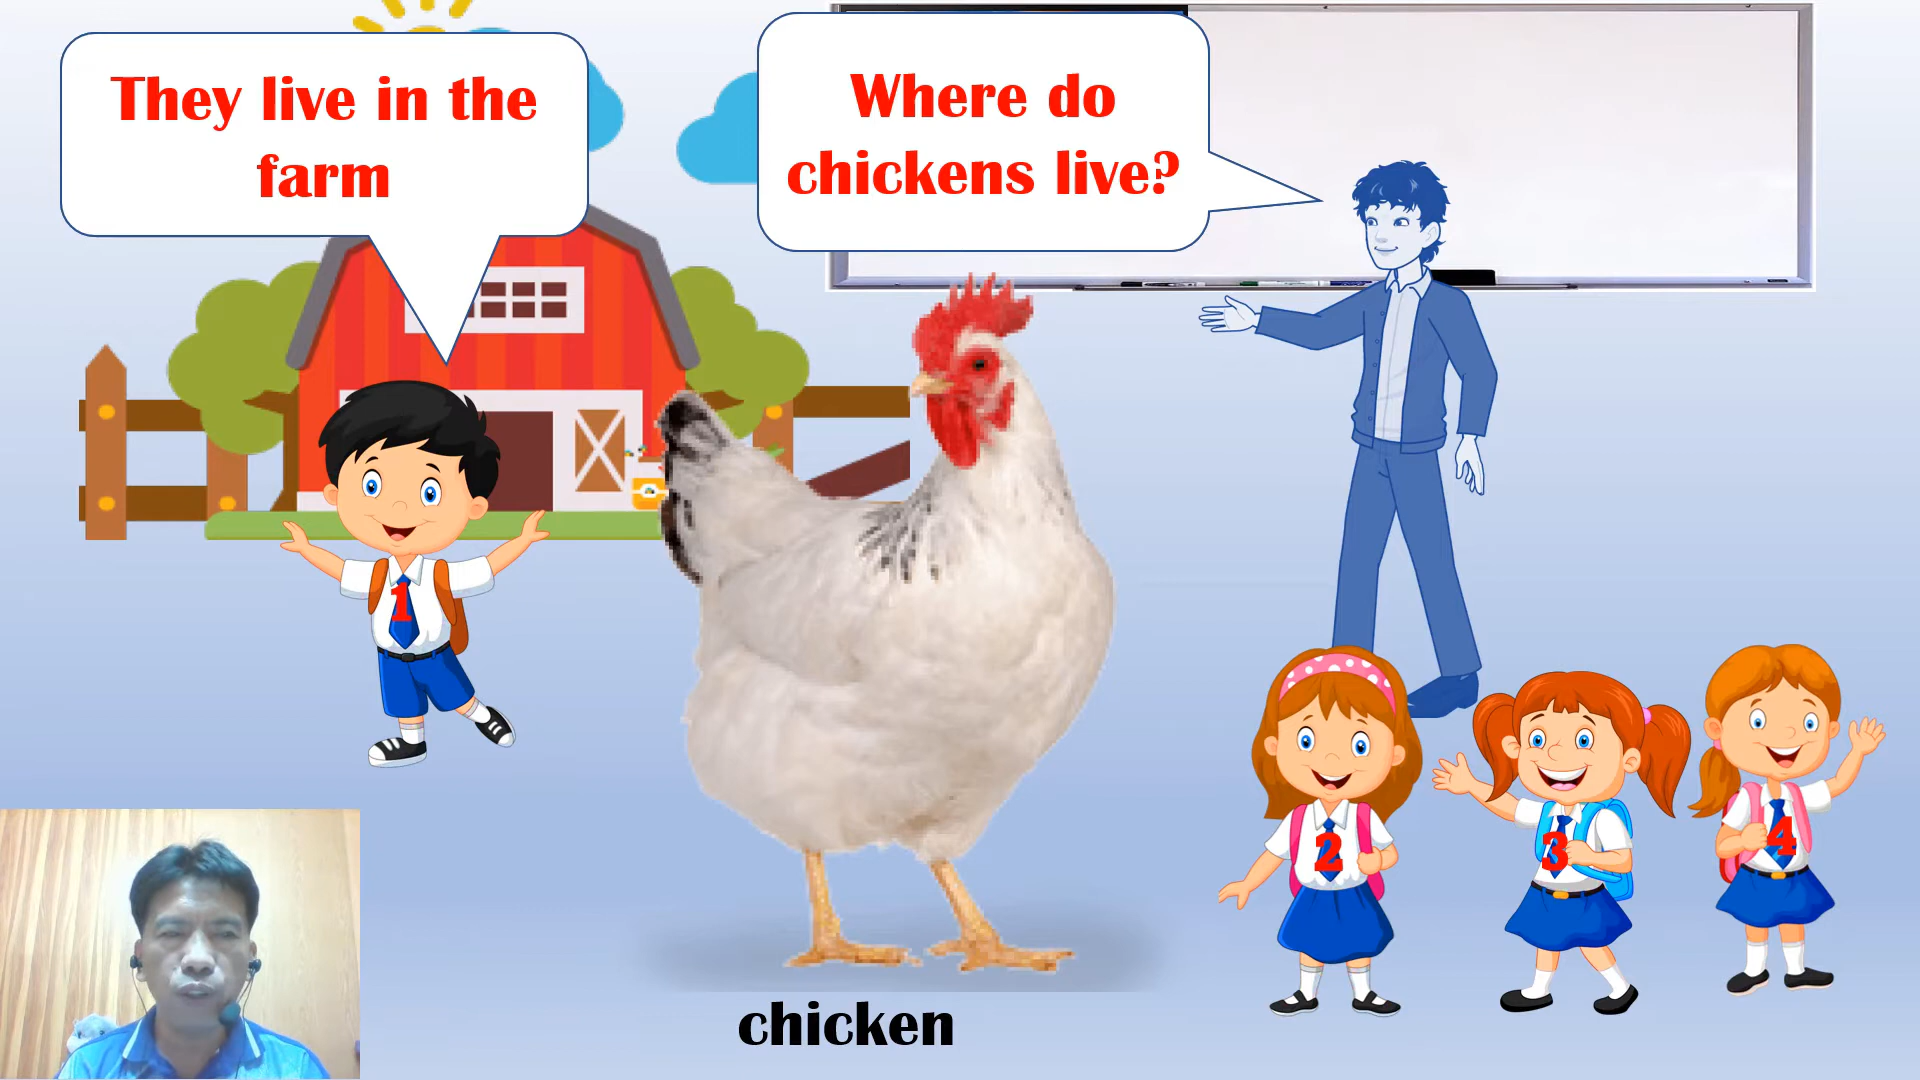 They live in the
farm
Where do
chickens live?
1
2
3
4
chicken